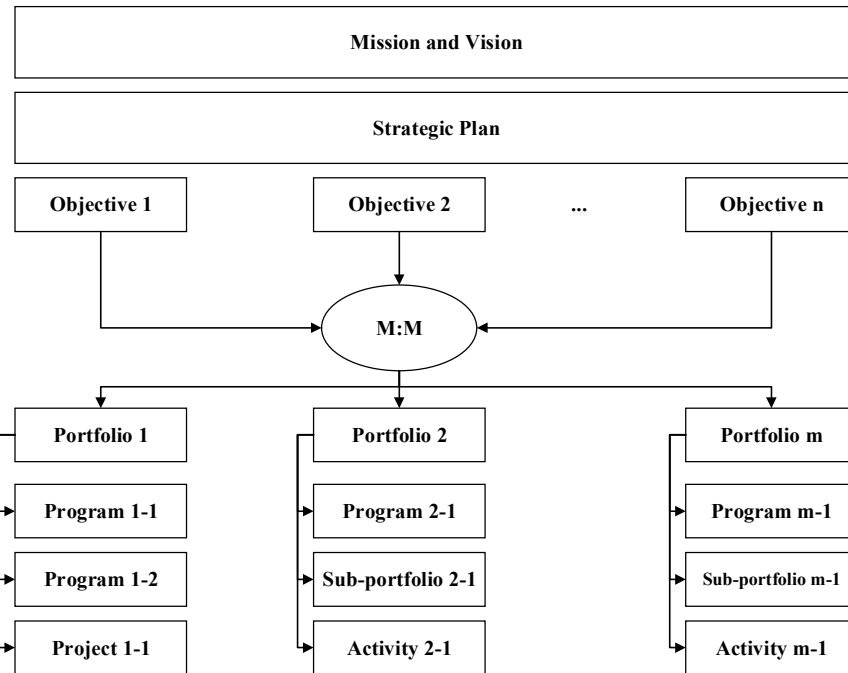 Mission and Vision
Strategic Plan
Objective 1
Objective 2
...
Objective n
M:M
Portfolio 1
Portfolio 2
Portfolio m
Program 1-1
Program 2-1
Program m-1
Program 1-2
Sub-portfolio 2-1
Sub-portfolio m-1
Project 1-1
Activity 2-1
Activity m-1